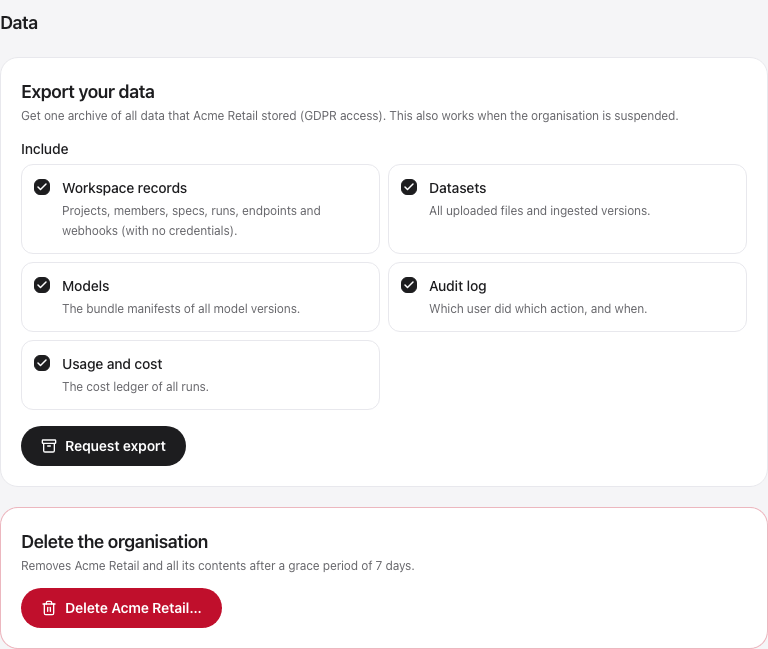 Data
Export your data
Get one archive of all data that Acme Retail stored (GDPR access). This also works when the organisation is suspended.
Include
Workspace records
Projects, members, specs, runs, endpoints and
webhooks (with no credentials).
Datasets
All uploaded files and ingested versions.
Models
The bundle manifests of all model versions.
Audit log
Which user did which action, and when.
Usage and cost
The cost ledger of all runs.
Request export
Delete the organisation
Removes Acme Retail and all its contents after a grace period of 7 days.
Delete Acme Retail...